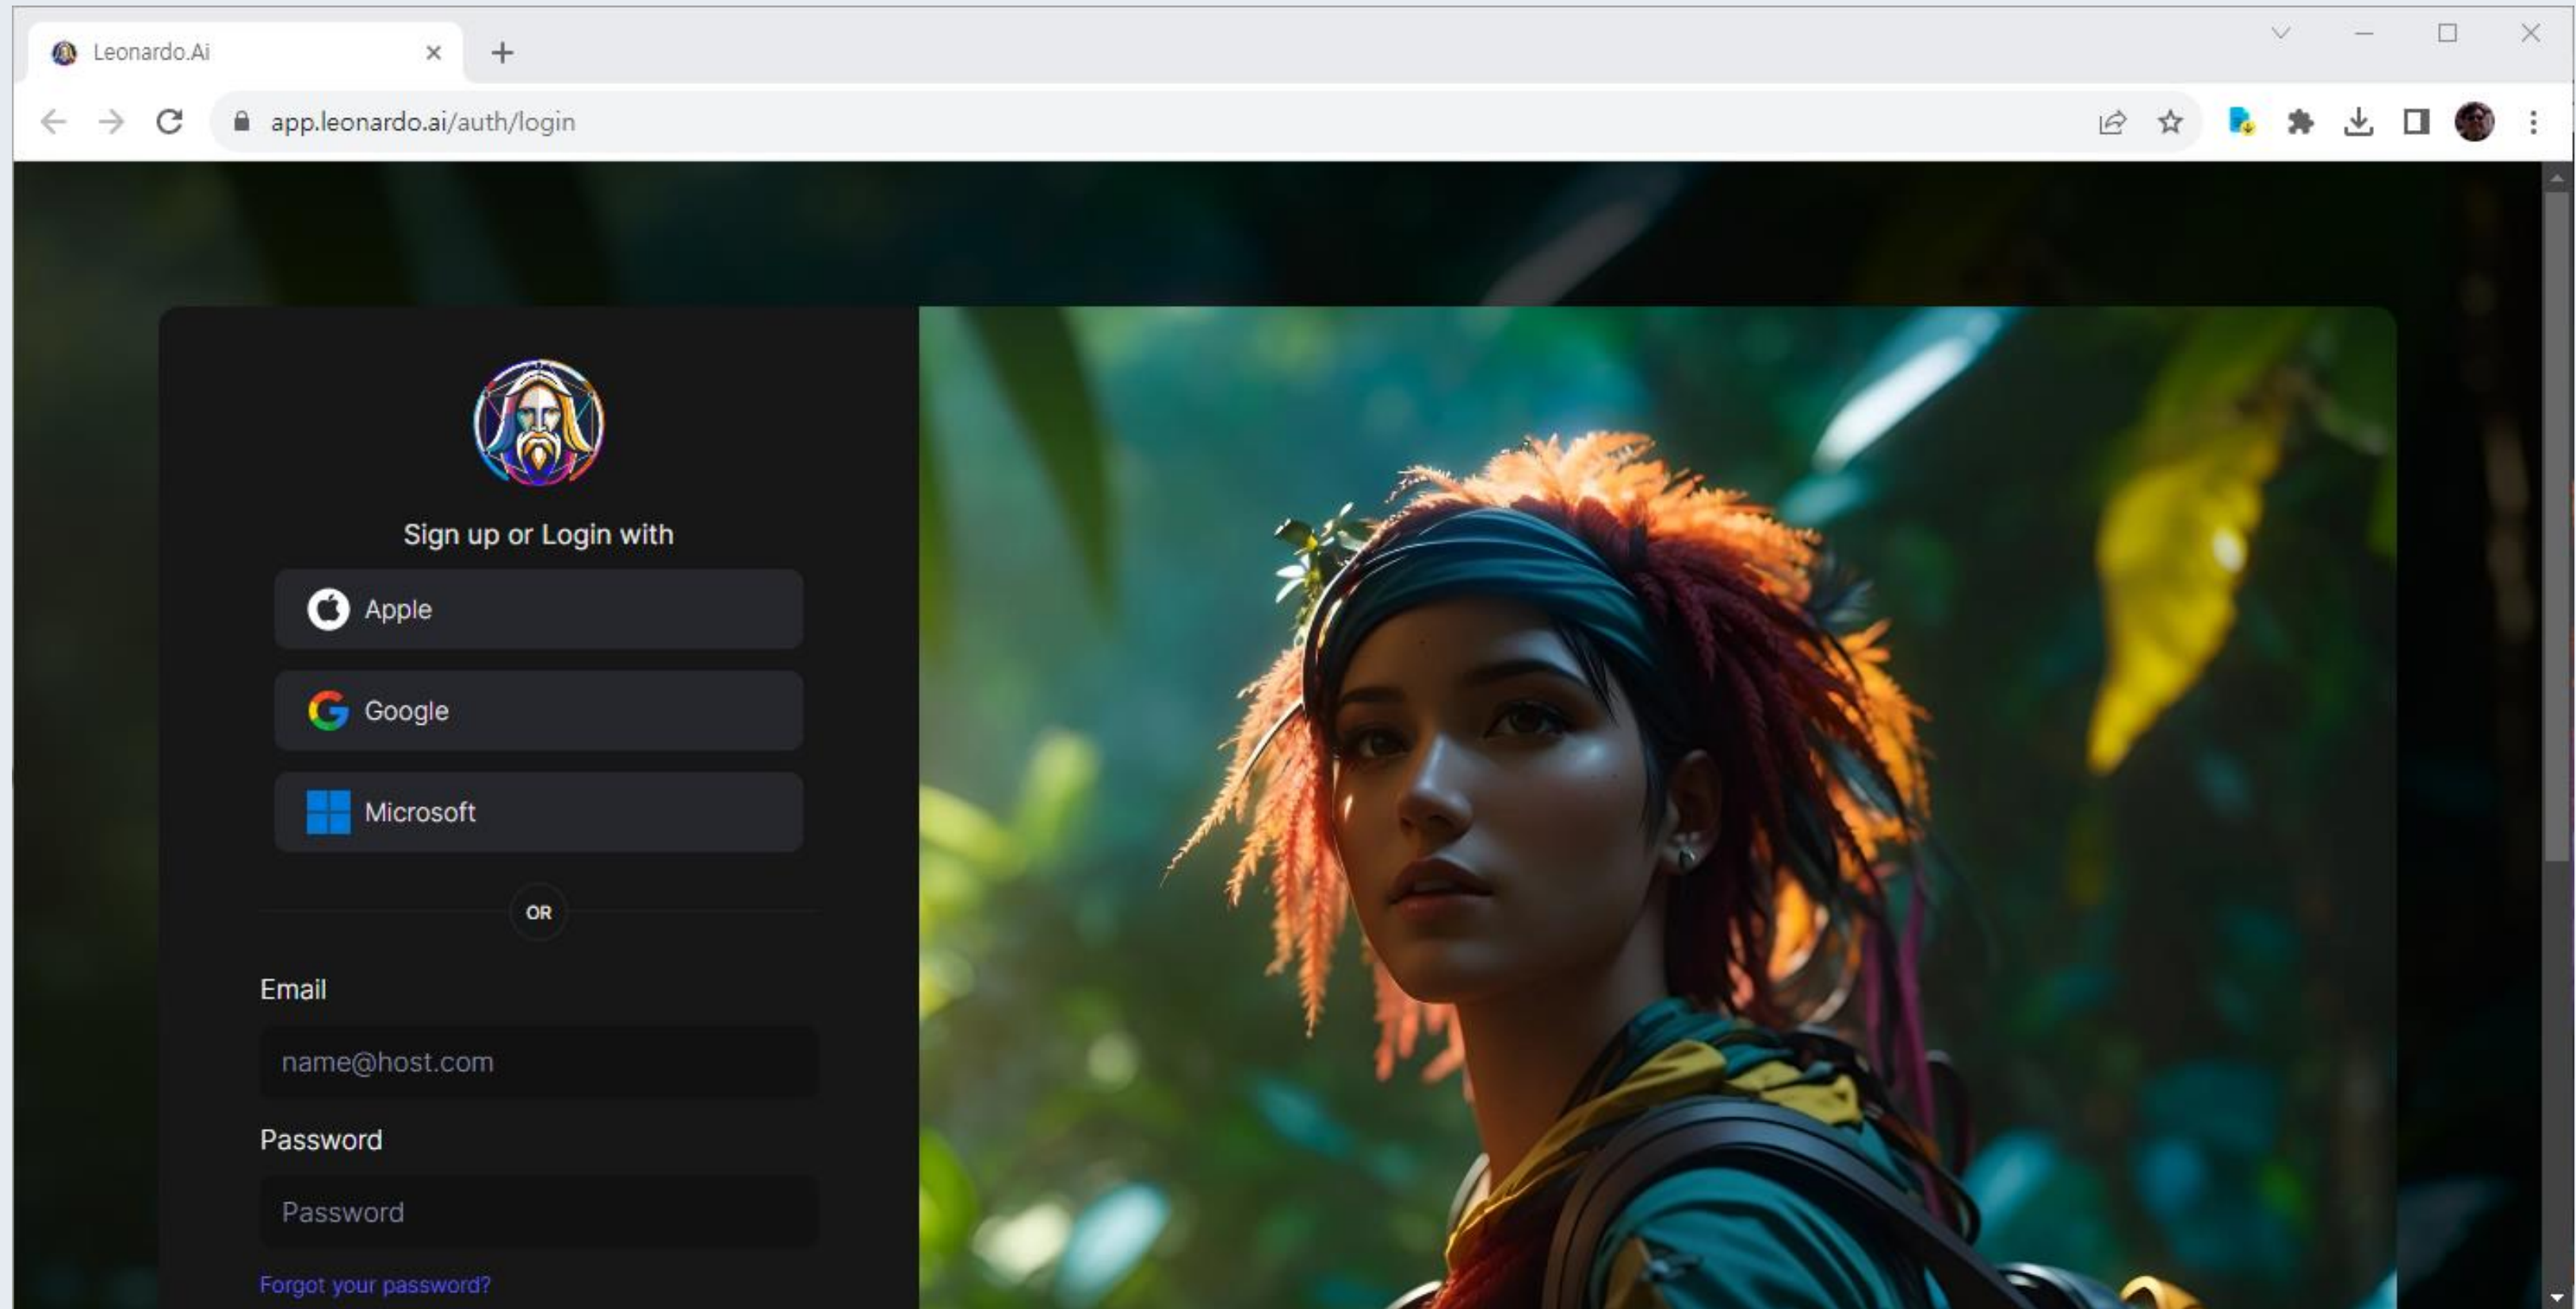 Leonardo.Ai
app.leonardo.ai/auth/login
Sign up or Login with
Apple
Google
Microsoft
OR
Email
name@host.com
Password
Password
Forgot your password?